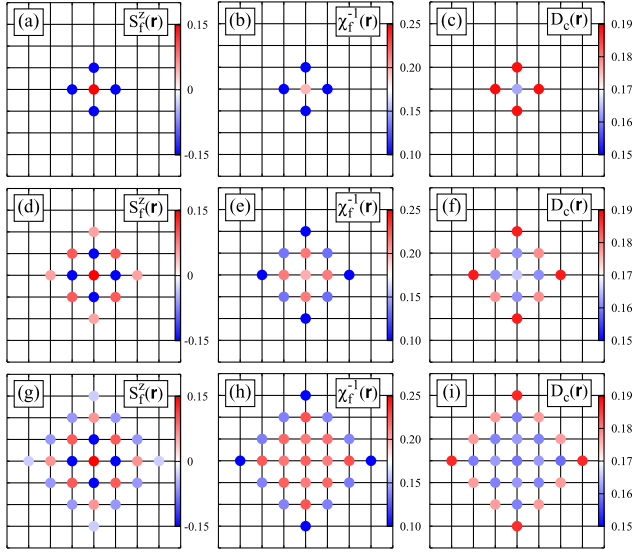 (a) S_f^z(r) 0.15 0 -0.15
(b) χ_f^-1(r) 0.25 0.20 0.15 0.10
(c) D_c(r) 0.19 0.18 0.17 0.16 0.15
(d) S_f^z(r) 0.15 0 -0.15
(e) χ_f^-1(r) 0.25 0.20 0.15 0.10
(f) D_c(r) 0.19 0.18 0.17 0.16 0.15
(g) S_f^z(r) 0.15 0 -0.15
(h) χ_f^-1(r) 0.25 0.20 0.15 0.10
(i) D_c(r) 0.19 0.18 0.17 0.16 0.15